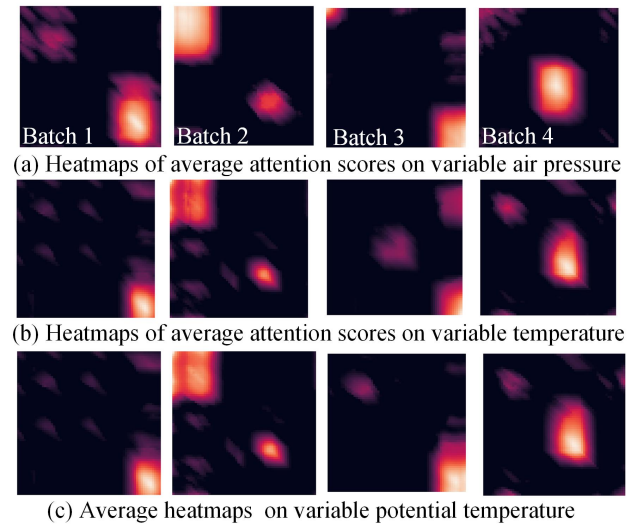 Batch 1 Batch 2 Batch 3 Batch 4
(a) Heatmaps of average attention scores on variable air pressure
(b) Heatmaps of average attention scores on variable temperature
(c) Average heatmaps on variable potential temperature